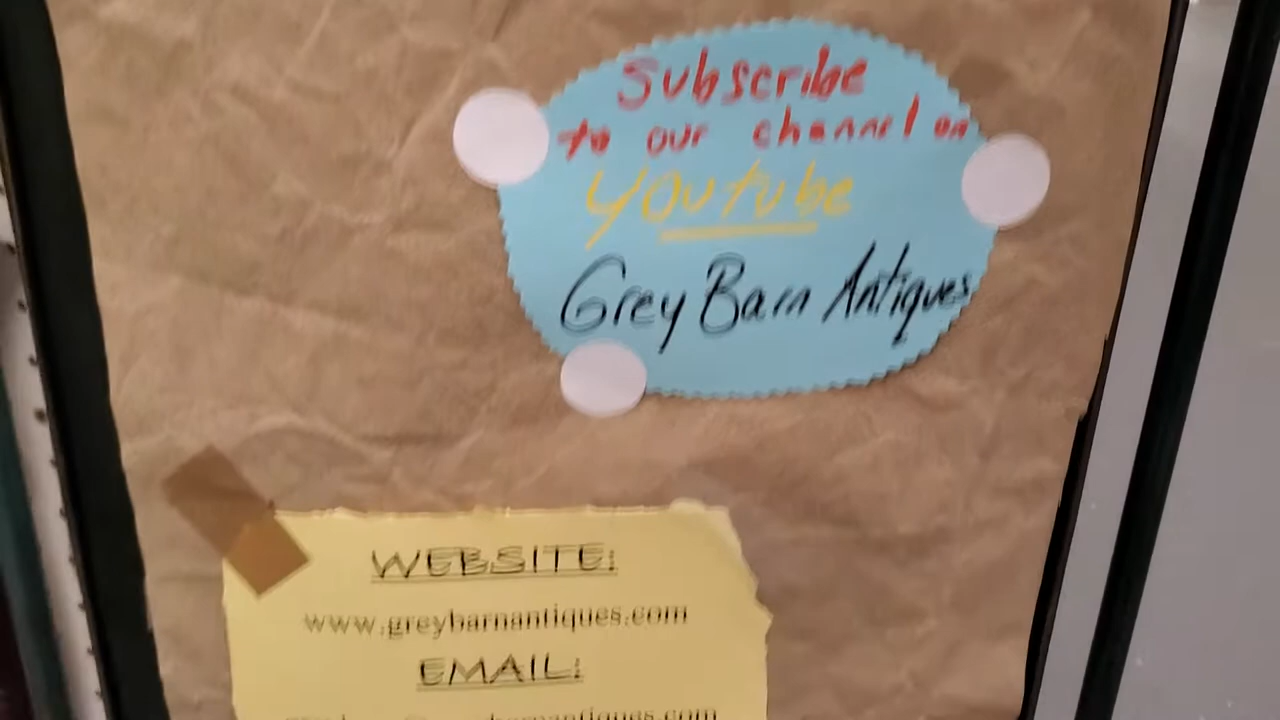 Subscribe
to our channel on
Youtube
Grey Barn Antiques
WEBSITE:
www.greybarnantiques.com
EMAIL: